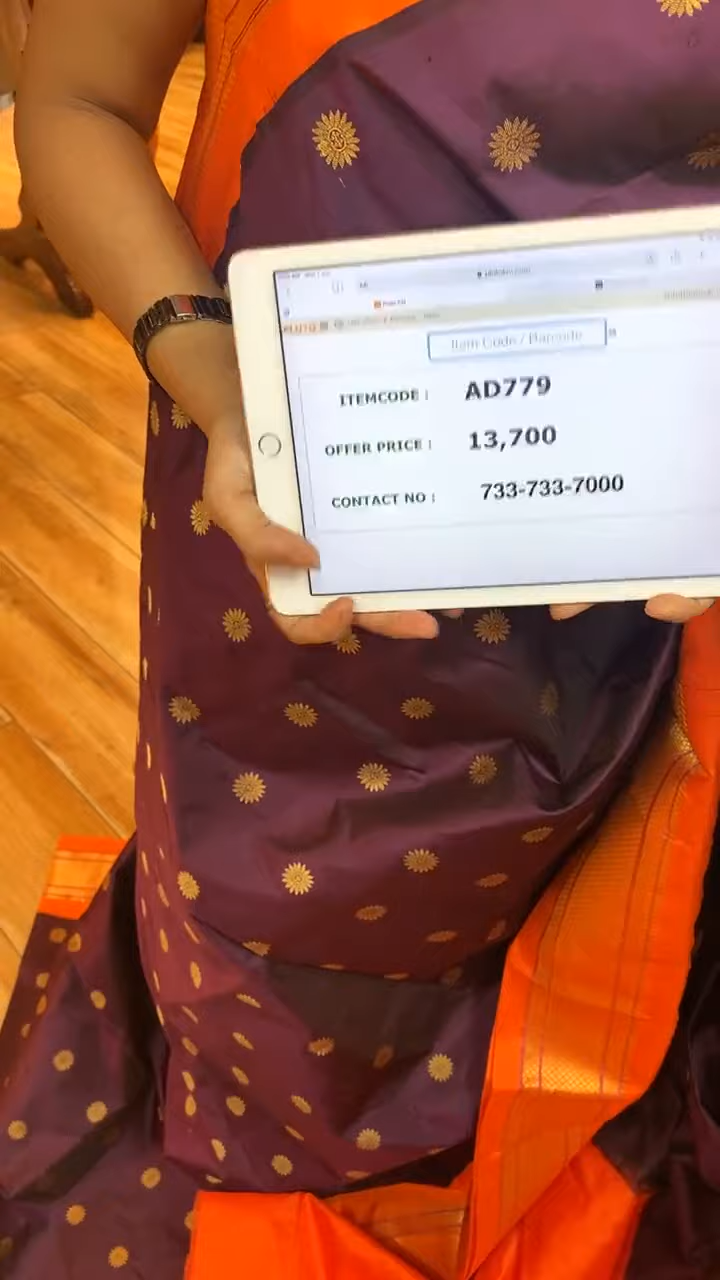 Item Code / Barcode
ITEMCODE : AD779
OFFER PRICE : 13,700
CONTACT NO : 733-733-7000